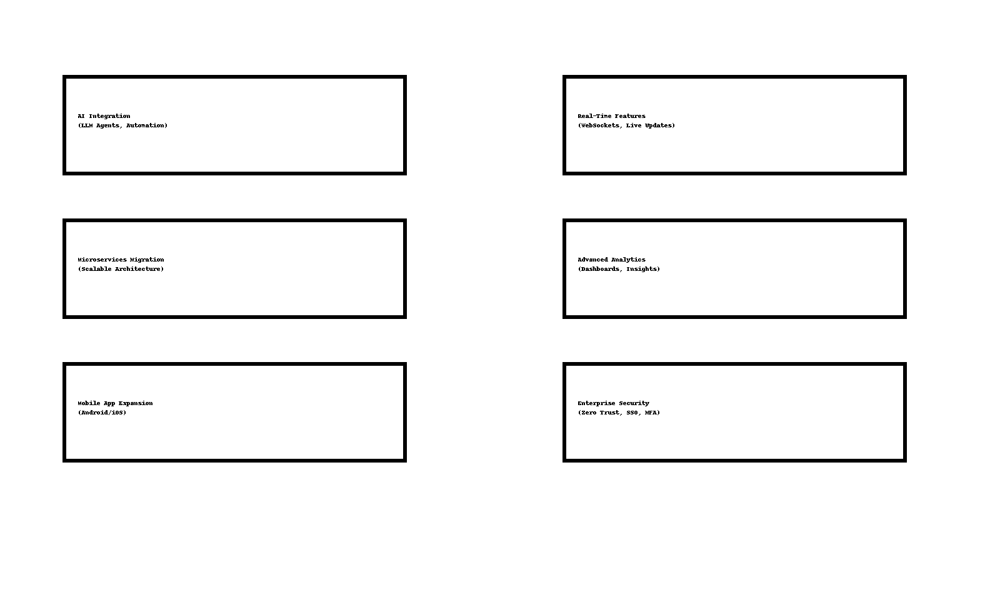 AI Integration
(LLM Agents, Automation)
Real-Time Features
(WebSockets, Live Updates)
Microservices Migration
(Scalable Architecture)
Advanced Analytics
(Dashboards, Insights)
Mobile App Expansion
(Android/iOS)
Enterprise Security
(Zero Trust, SSO, MFA)